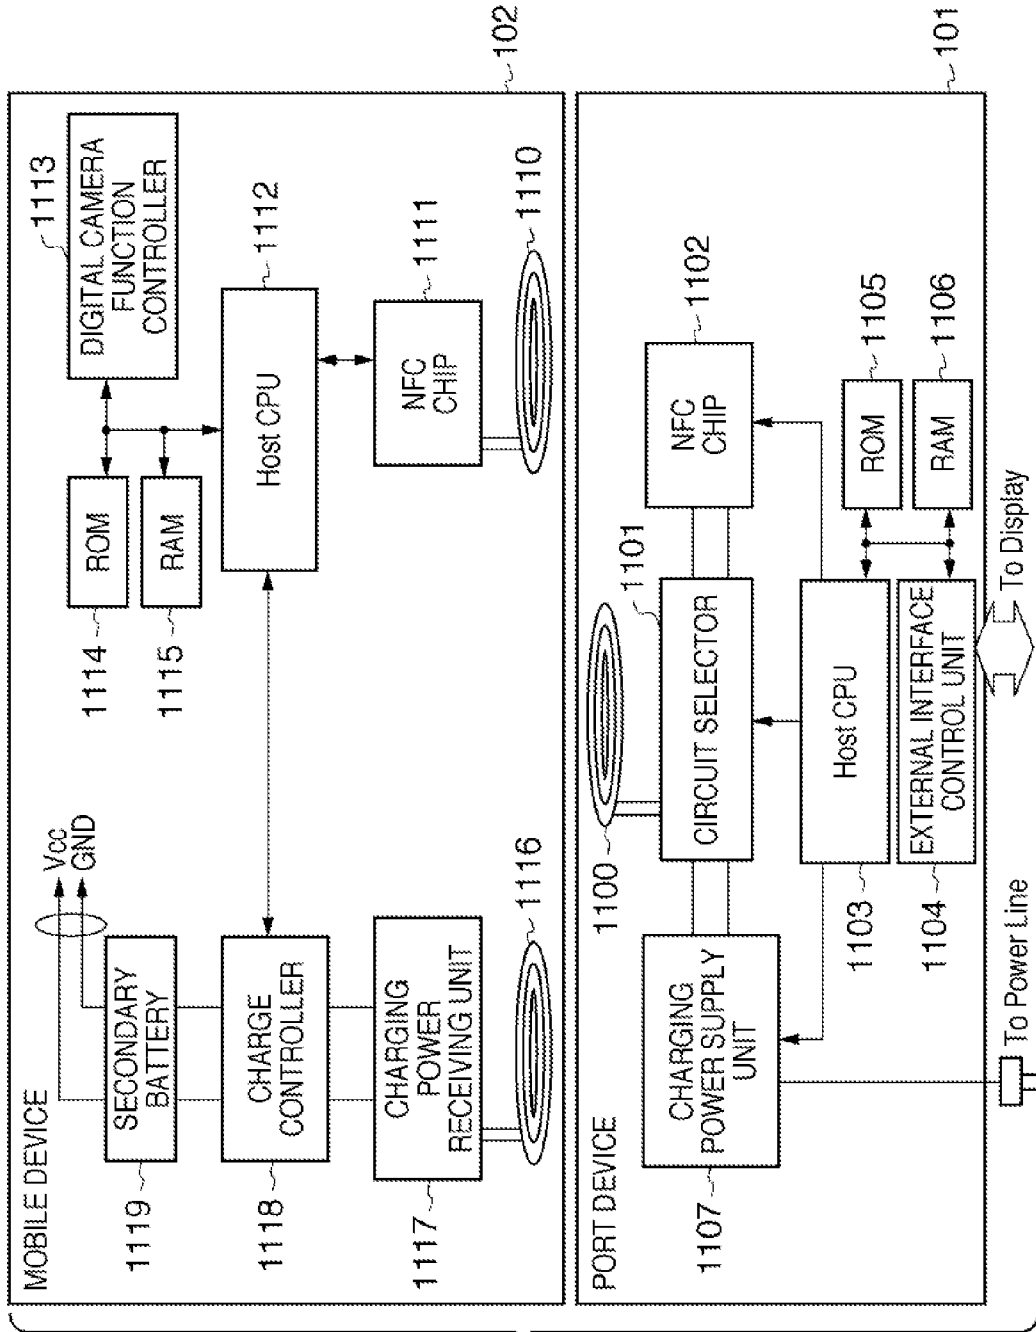 MOBILE DEVICE
102
Vcc
GND
SECONDARY
BATTERY
1119
CHARGE
CONTROLLER
1118
CHARGING
POWER
RECEIVING UNIT
1117
1116
ROM
1114
RAM
1115
DIGITAL CAMERA
FUNCTION
CONTROLLER
1113
Host CPU
1112
NFC
CHIP
1111
1110
PORT DEVICE
101
1100
CHARGING
POWER SUPPLY
UNIT
1107
CIRCUIT SELECTOR
1101
NFC
CHIP
1102
Host CPU
1103
EXTERNAL INTERFACE
CONTROL UNIT
1104
ROM
1105
RAM
1106
To Power Line
To Display